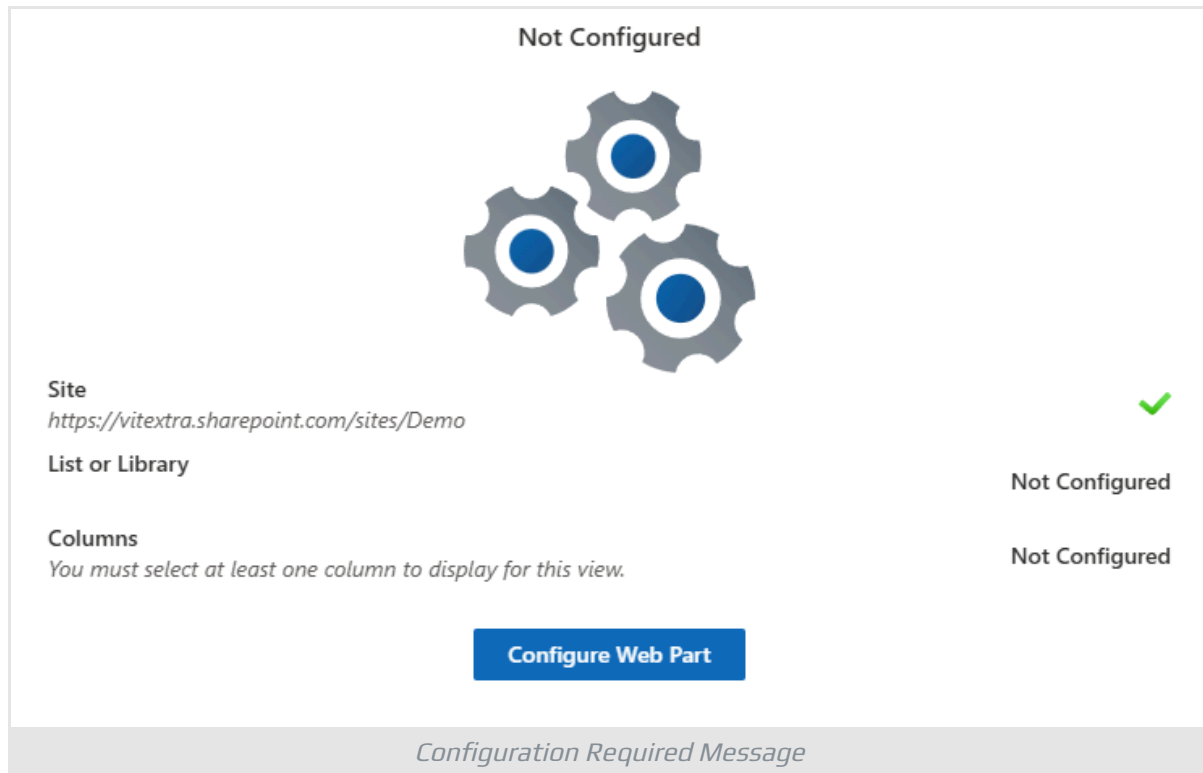 Not Configured
Site
https://vitextra.sharepoint.com/sites/Demo
List or Library
Not Configured
Columns
You must select at least one column to display for this view.
Not Configured
Configure Web Part
Configuration Required Message